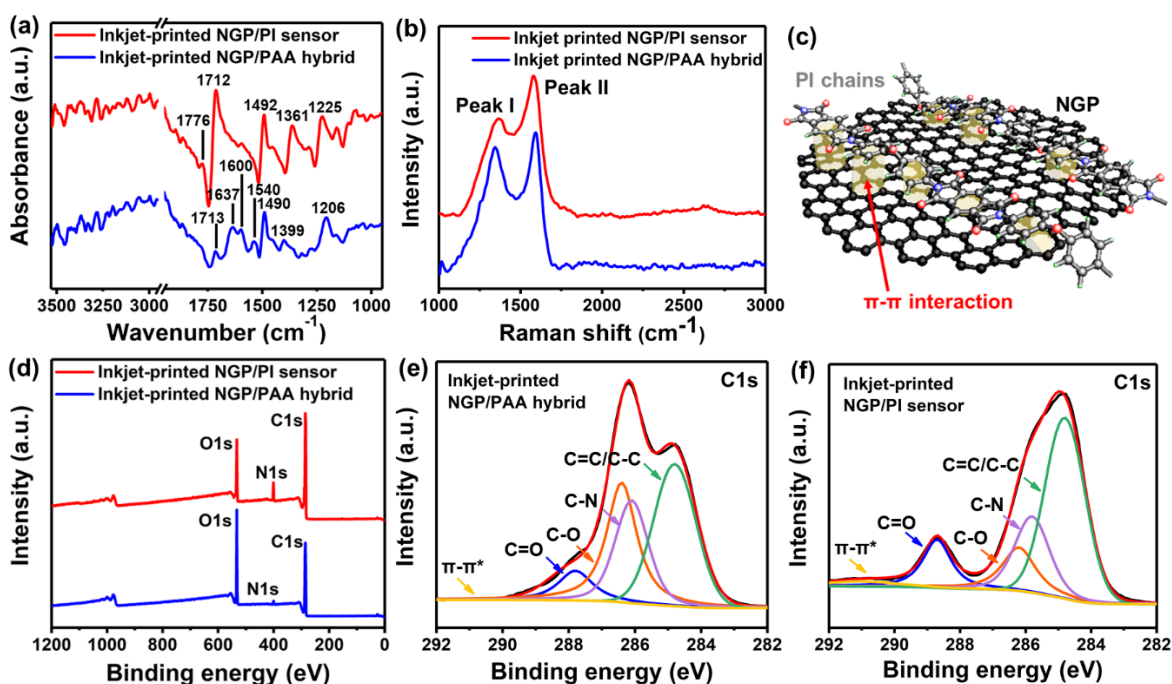 (a)
Inkjet-printed NGP/PI sensor
Inkjet-printed NGP/PAA hybrid
1712
1776
1492
1361
1225
1600
1637
1540
1713
1490
1399
1206
Absorbance (a.u.)
3500
3000
1750
1500
1250
1000
Wavenumber (cm-1)
(b)
Inkjet printed NGP/PI sensor
Inkjet printed NGP/PAA hybrid
Peak I
Peak II
Intensity (a.u.)
1000
1500
2000
2500
3000
Raman shift (cm-1)
(c)
PI chains
NGP
π-π interaction
(d)
Inkjet-printed NGP/PI sensor
Inkjet-printed NGP/PAA hybrid
C1s
O1s
N1s
O1s
C1s
N1s
Intensity (a.u.)
1200
1000
800
600
400
200
0
Binding energy (eV)
(e)
C1s
Inkjet-printed
NGP/PAA hybrid
C=C/C-C
C-N
C-O
C=O
π-π*
Intensity (a.u.)
292
290
288
286
284
282
Binding energy (eV)
(f)
C1s
Inkjet-printed
NGP/PI sensor
C=C/C-C
C-N
C=O
C-O
π-π*
Intensity (a.u.)
292
290
288
286
284
282
Binding energy (eV)